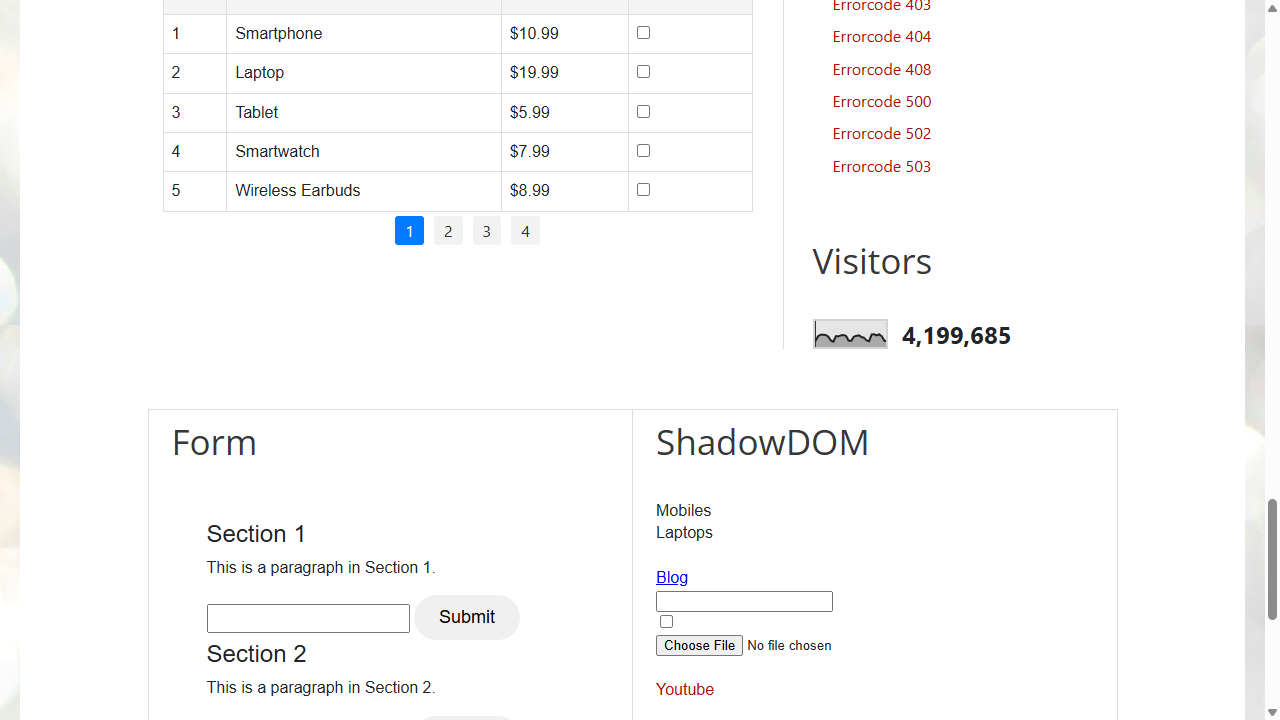 1 Smartphone $10.99
2 Laptop $19.99
3 Tablet $5.99
4 Smartwatch $7.99
5 Wireless Earbuds $8.99
1 2 3 4
Errorcode 403
Errorcode 404
Errorcode 408
Errorcode 500
Errorcode 502
Errorcode 503
Visitors
4,199,685
Form
Section 1
This is a paragraph in Section 1.
Submit
Section 2
This is a paragraph in Section 2.
ShadowDOM
Mobiles
Laptops
Blog
Choose File No file chosen
Youtube